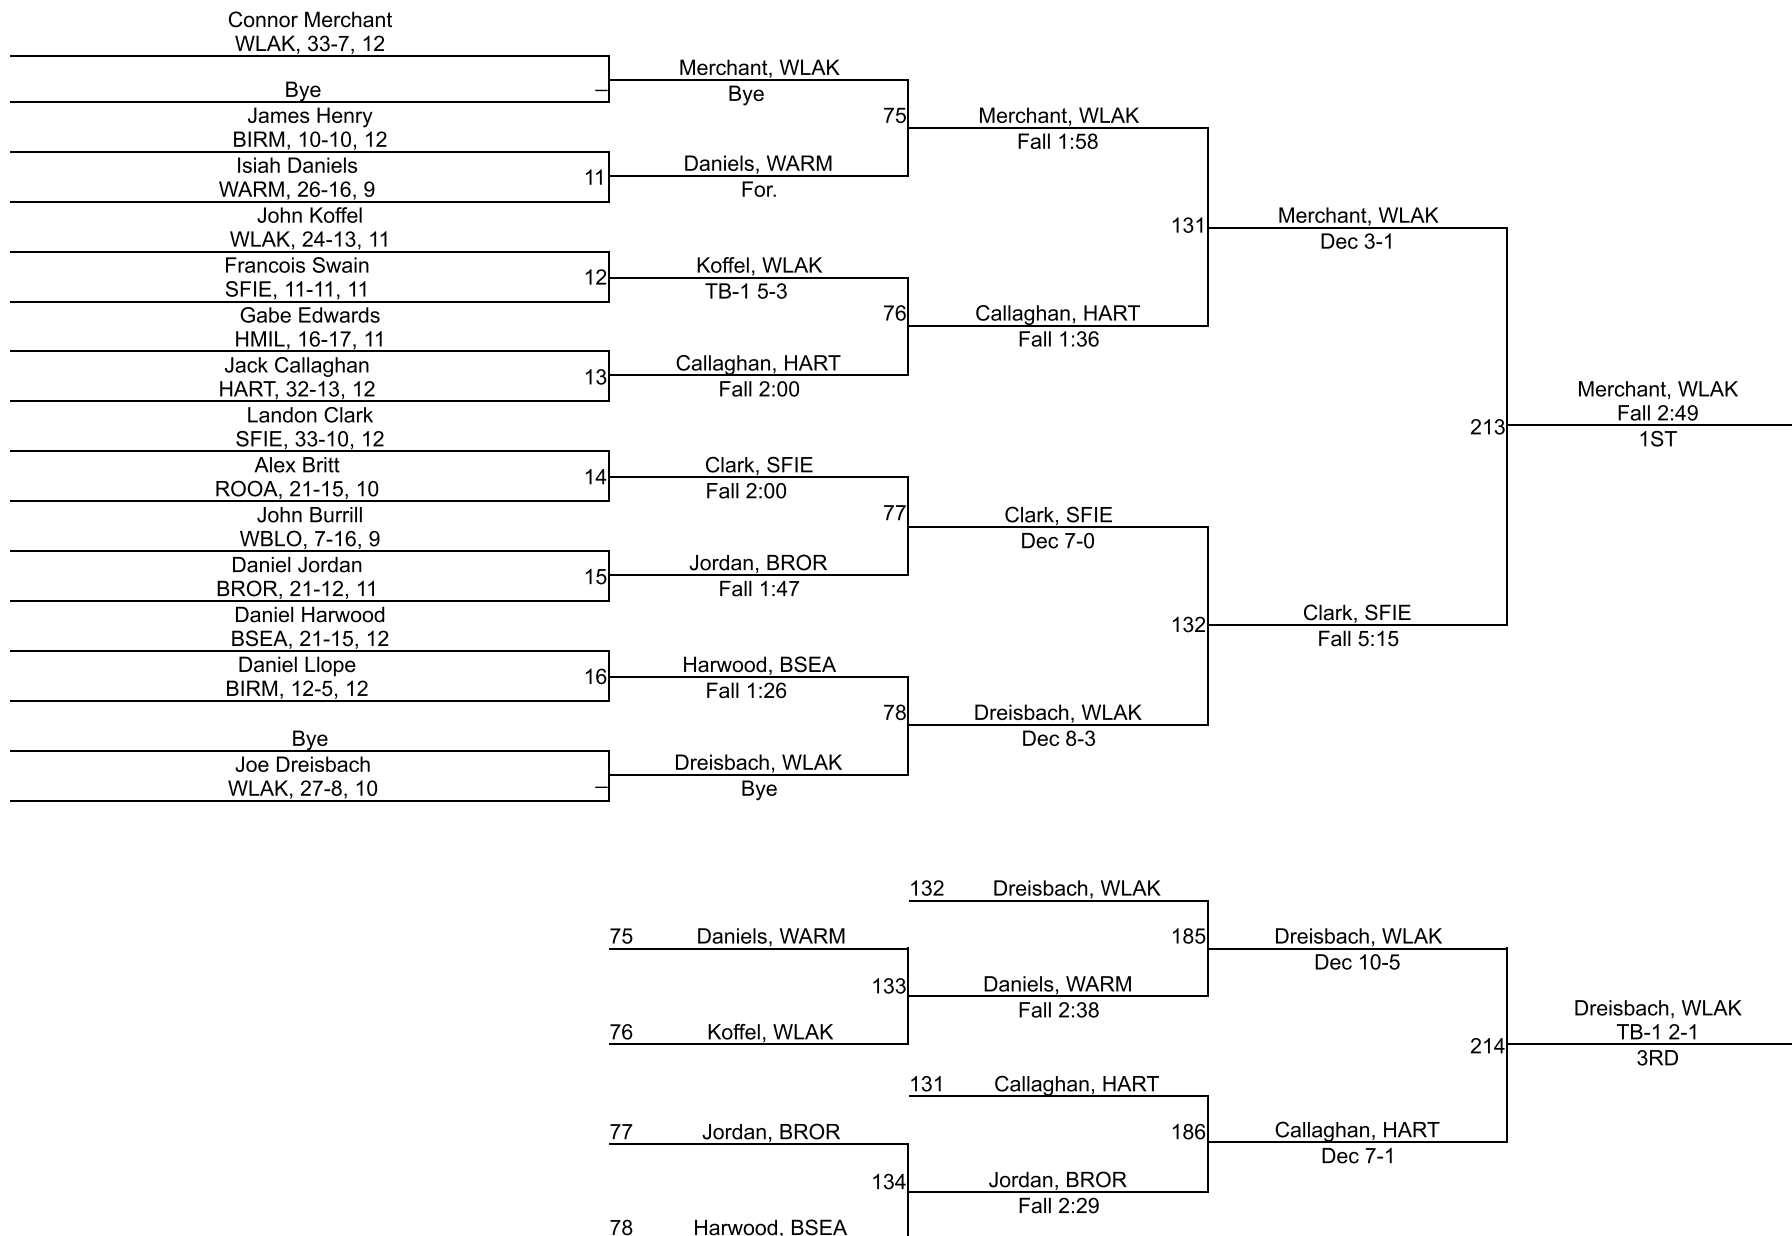 Connor Merchant
WLAK, 33-7, 12
Bye
James Henry
BIRM, 10-10, 12
Isiah Daniels
WARM, 26-16, 9
John Koffel
WLAK, 24-13, 11
Francois Swain
SFIE, 11-11, 11
Gabe Edwards
HMIL, 16-17, 11
Jack Callaghan
HART, 32-13, 12
Landon Clark
SFIE, 33-10, 12
Alex Britt
ROOA, 21-15, 10
John Burrill
WBLO, 7-16, 9
Daniel Jordan
BROR, 21-12, 11
Daniel Harwood
BSEA, 21-15, 12
Daniel Llope
BIRM, 12-5, 12
Bye
Joe Dreisbach
WLAK, 27-8, 10
–
11
12
13
14
15
16
–
Merchant, WLAK
Bye
Daniels, WARM
For.
Koffel, WLAK
TB-1 5-3
Callaghan, HART
Fall 2:00
Clark, SFIE
Fall 2:00
Jordan, BROR
Fall 1:47
Harwood, BSEA
Fall 1:26
Dreisbach, WLAK
Bye
75
76
77
78
Merchant, WLAK
Fall 1:58
Callaghan, HART
Fall 1:36
Clark, SFIE
Dec 7-0
Dreisbach, WLAK
Dec 8-3
131
132
Merchant, WLAK
Dec 3-1
Clark, SFIE
Fall 5:15
213
Merchant, WLAK
Fall 2:49
1ST
75 Daniels, WARM
76 Koffel, WLAK
77 Jordan, BROR
78 Harwood, BSEA
133
134
132 Dreisbach, WLAK
Daniels, WARM
Fall 2:38
131 Callaghan, HART
Jordan, BROR
Fall 2:29
185
186
Dreisbach, WLAK
Dec 10-5
Callaghan, HART
Dec 7-1
214
Dreisbach, WLAK
TB-1 2-1
3RD